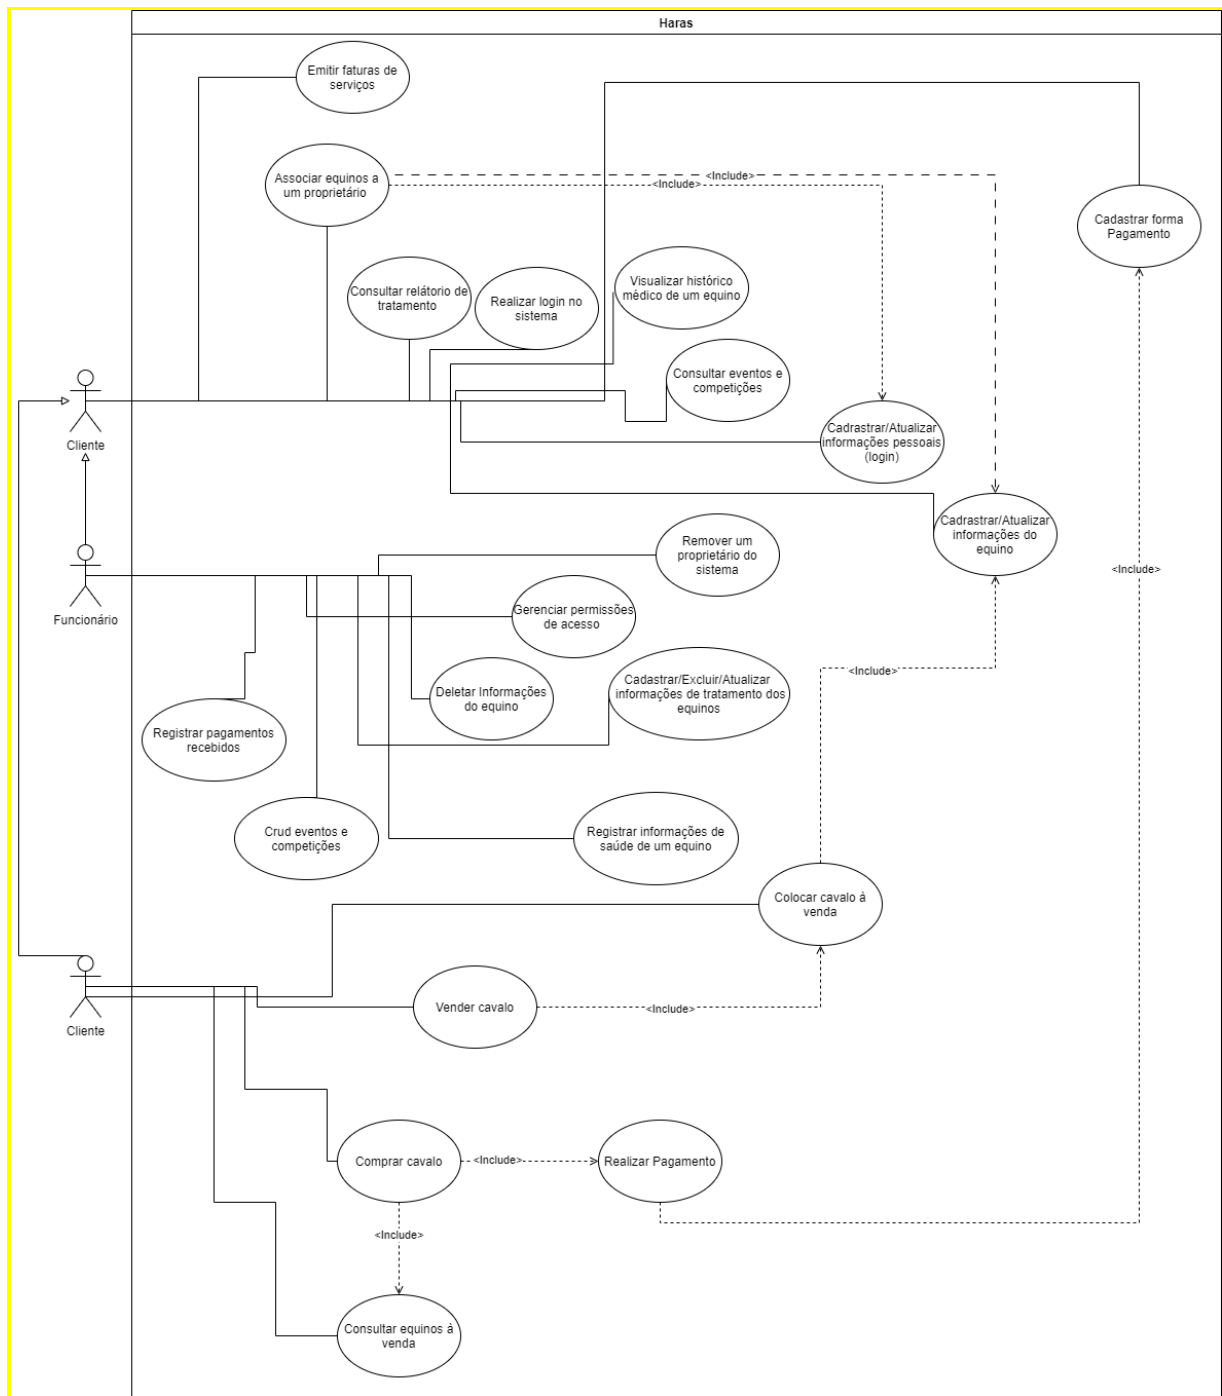 Haras
Emitir faturas de
serviços
Associar equinos a
um proprietário
<Include>
<Include>
Cadastrar forma
Pagamento
Consultar relátorio de
tratamento
Realizar login no
sistema
Visualizar histórico
médico de um equino
Consultar eventos e
competições
Cliente
Cadrastrar/Atualizar
informações pessoais
(login)
Cadrastrar/Atualizar
informações do
equino
Remover um
proprietário do
sistema
<Include>
Funcionário
Gerenciar permissões
de acesso
Deletar Informações
do equino
Cadastrar/Excluir/Atualizar
informações de tratamento dos
equinos
<Include>
Registrar pagamentos
recebidos
Crud eventos e
competições
Registrar informações de
saúde de um equino
Colocar cavalo à
venda
Cliente
Vender cavalo
<Include>
Comprar cavalo
<Include>
Realizar Pagamento
<Include>
Consultar equinos à
venda